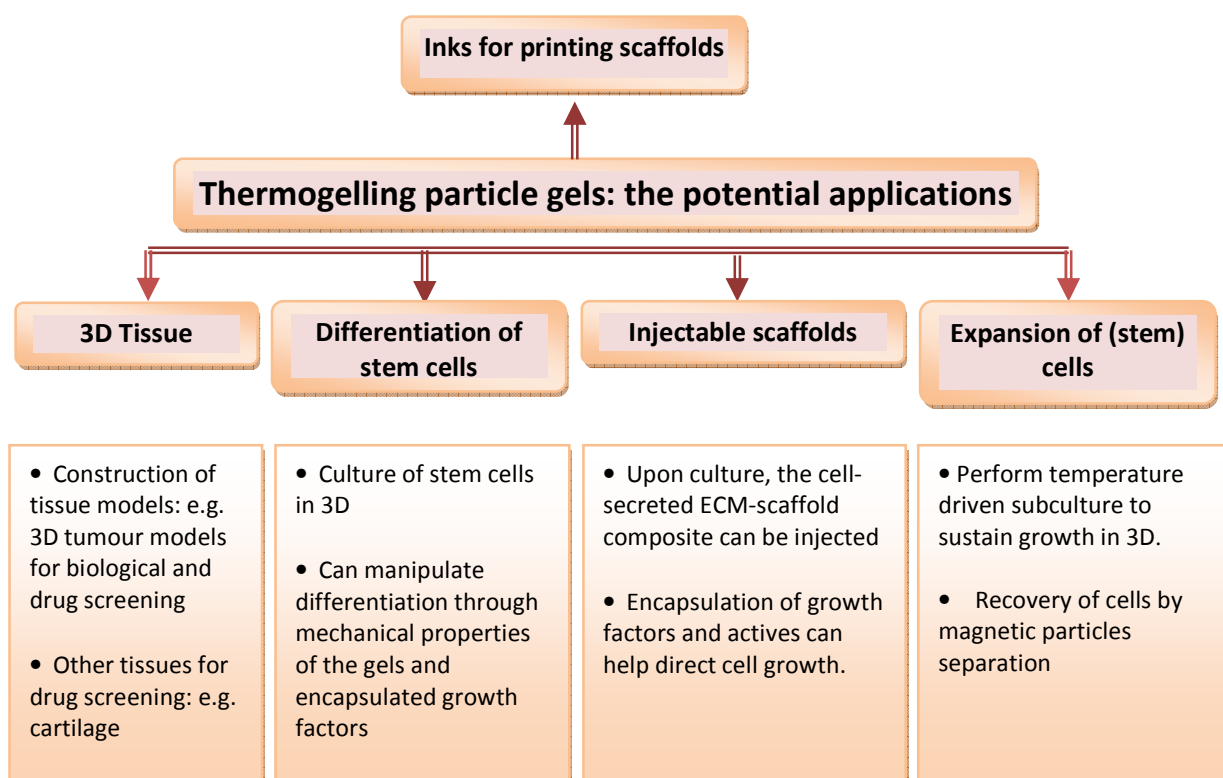 Inks for printing scaffolds
Thermogelling particle gels: the potential applications
3D Tissue
Differentiation of
stem cells
Injectable scaffolds
Expansion of (stem)
cells
• Construction of
tissue models: e.g.
3D tumour models
for biological and
drug screening
• Other tissues for
drug screening: e.g.
cartilage
• Culture of stem cells
in 3D
• Can manipulate
differentiation through
mechanical properties
of the gels and
encapsulated growth
factors
• Upon culture, the cell-
secreted ECM-scaffold
composite can be injected
• Encapsulation of growth
factors and actives can
help direct cell growth.
• Perform temperature
driven subculture to
sustain growth in 3D.
• Recovery of cells by
magnetic particles
separation